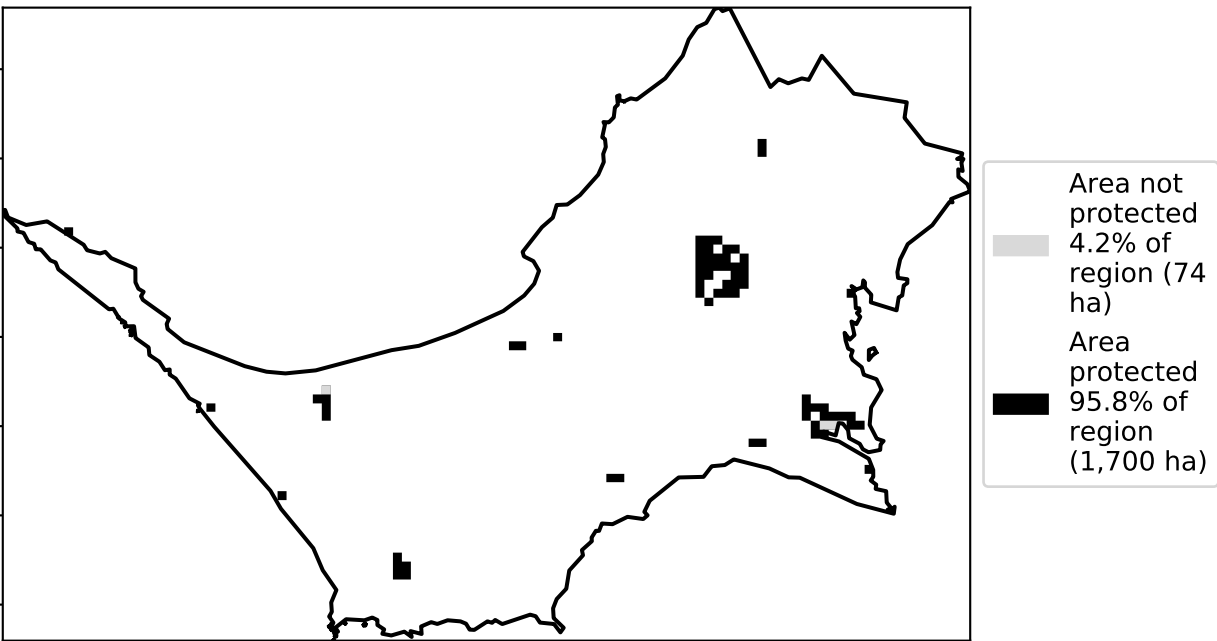 Area not
protected
4.2% of
region (74
ha)
Area
protected
95.8% of
region
(1,700 ha)